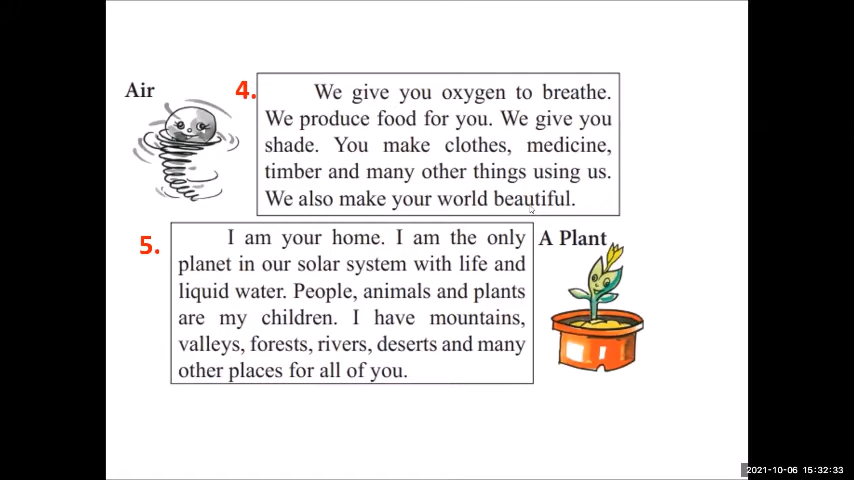 Air
4.
We give you oxygen to breathe.
We produce food for you. We give you
shade. You make clothes, medicine,
timber and many other things using us.
We also make your world beautiful.
5.
I am your home. I am the only
planet in our solar system with life and
liquid water. People, animals and plants
are my children. I have mountains,
valleys, forests, rivers, deserts and many
other places for all of you.
A Plant
2021-10-06 15:32:33